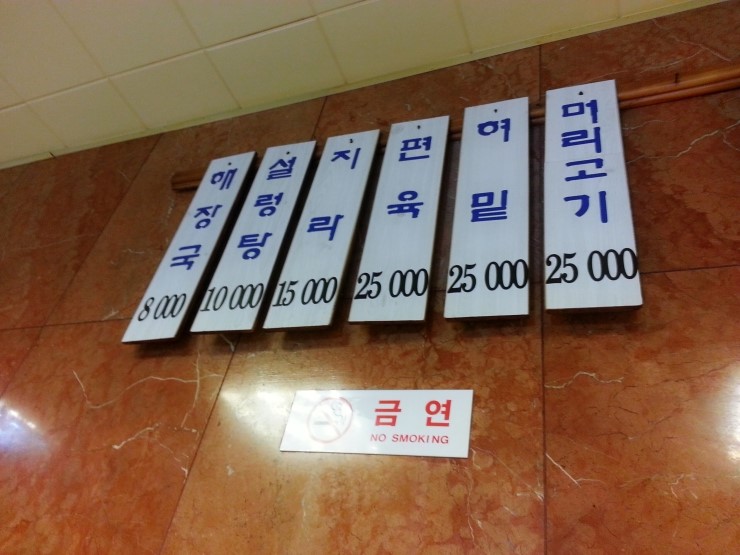 해장국
8 000
설렁탕
10 000
지라
15 000
편육
25 000
혀밑
25 000
머리고기
25 000
금연
NO SMOKING